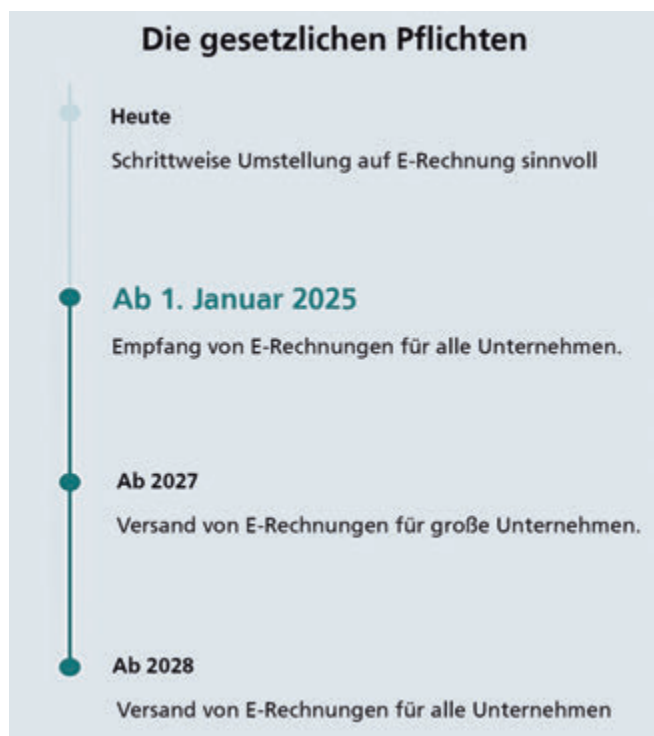 Die gesetzlichen Pflichten
Heute
Schrittweise Umstellung auf E-Rechnung sinnvoll
Ab 1. Januar 2025
Empfang von E-Rechnungen für alle Unternehmen.
Ab 2027
Versand von E-Rechnungen für große Unternehmen.
Ab 2028
Versand von E-Rechnungen für alle Unternehmen